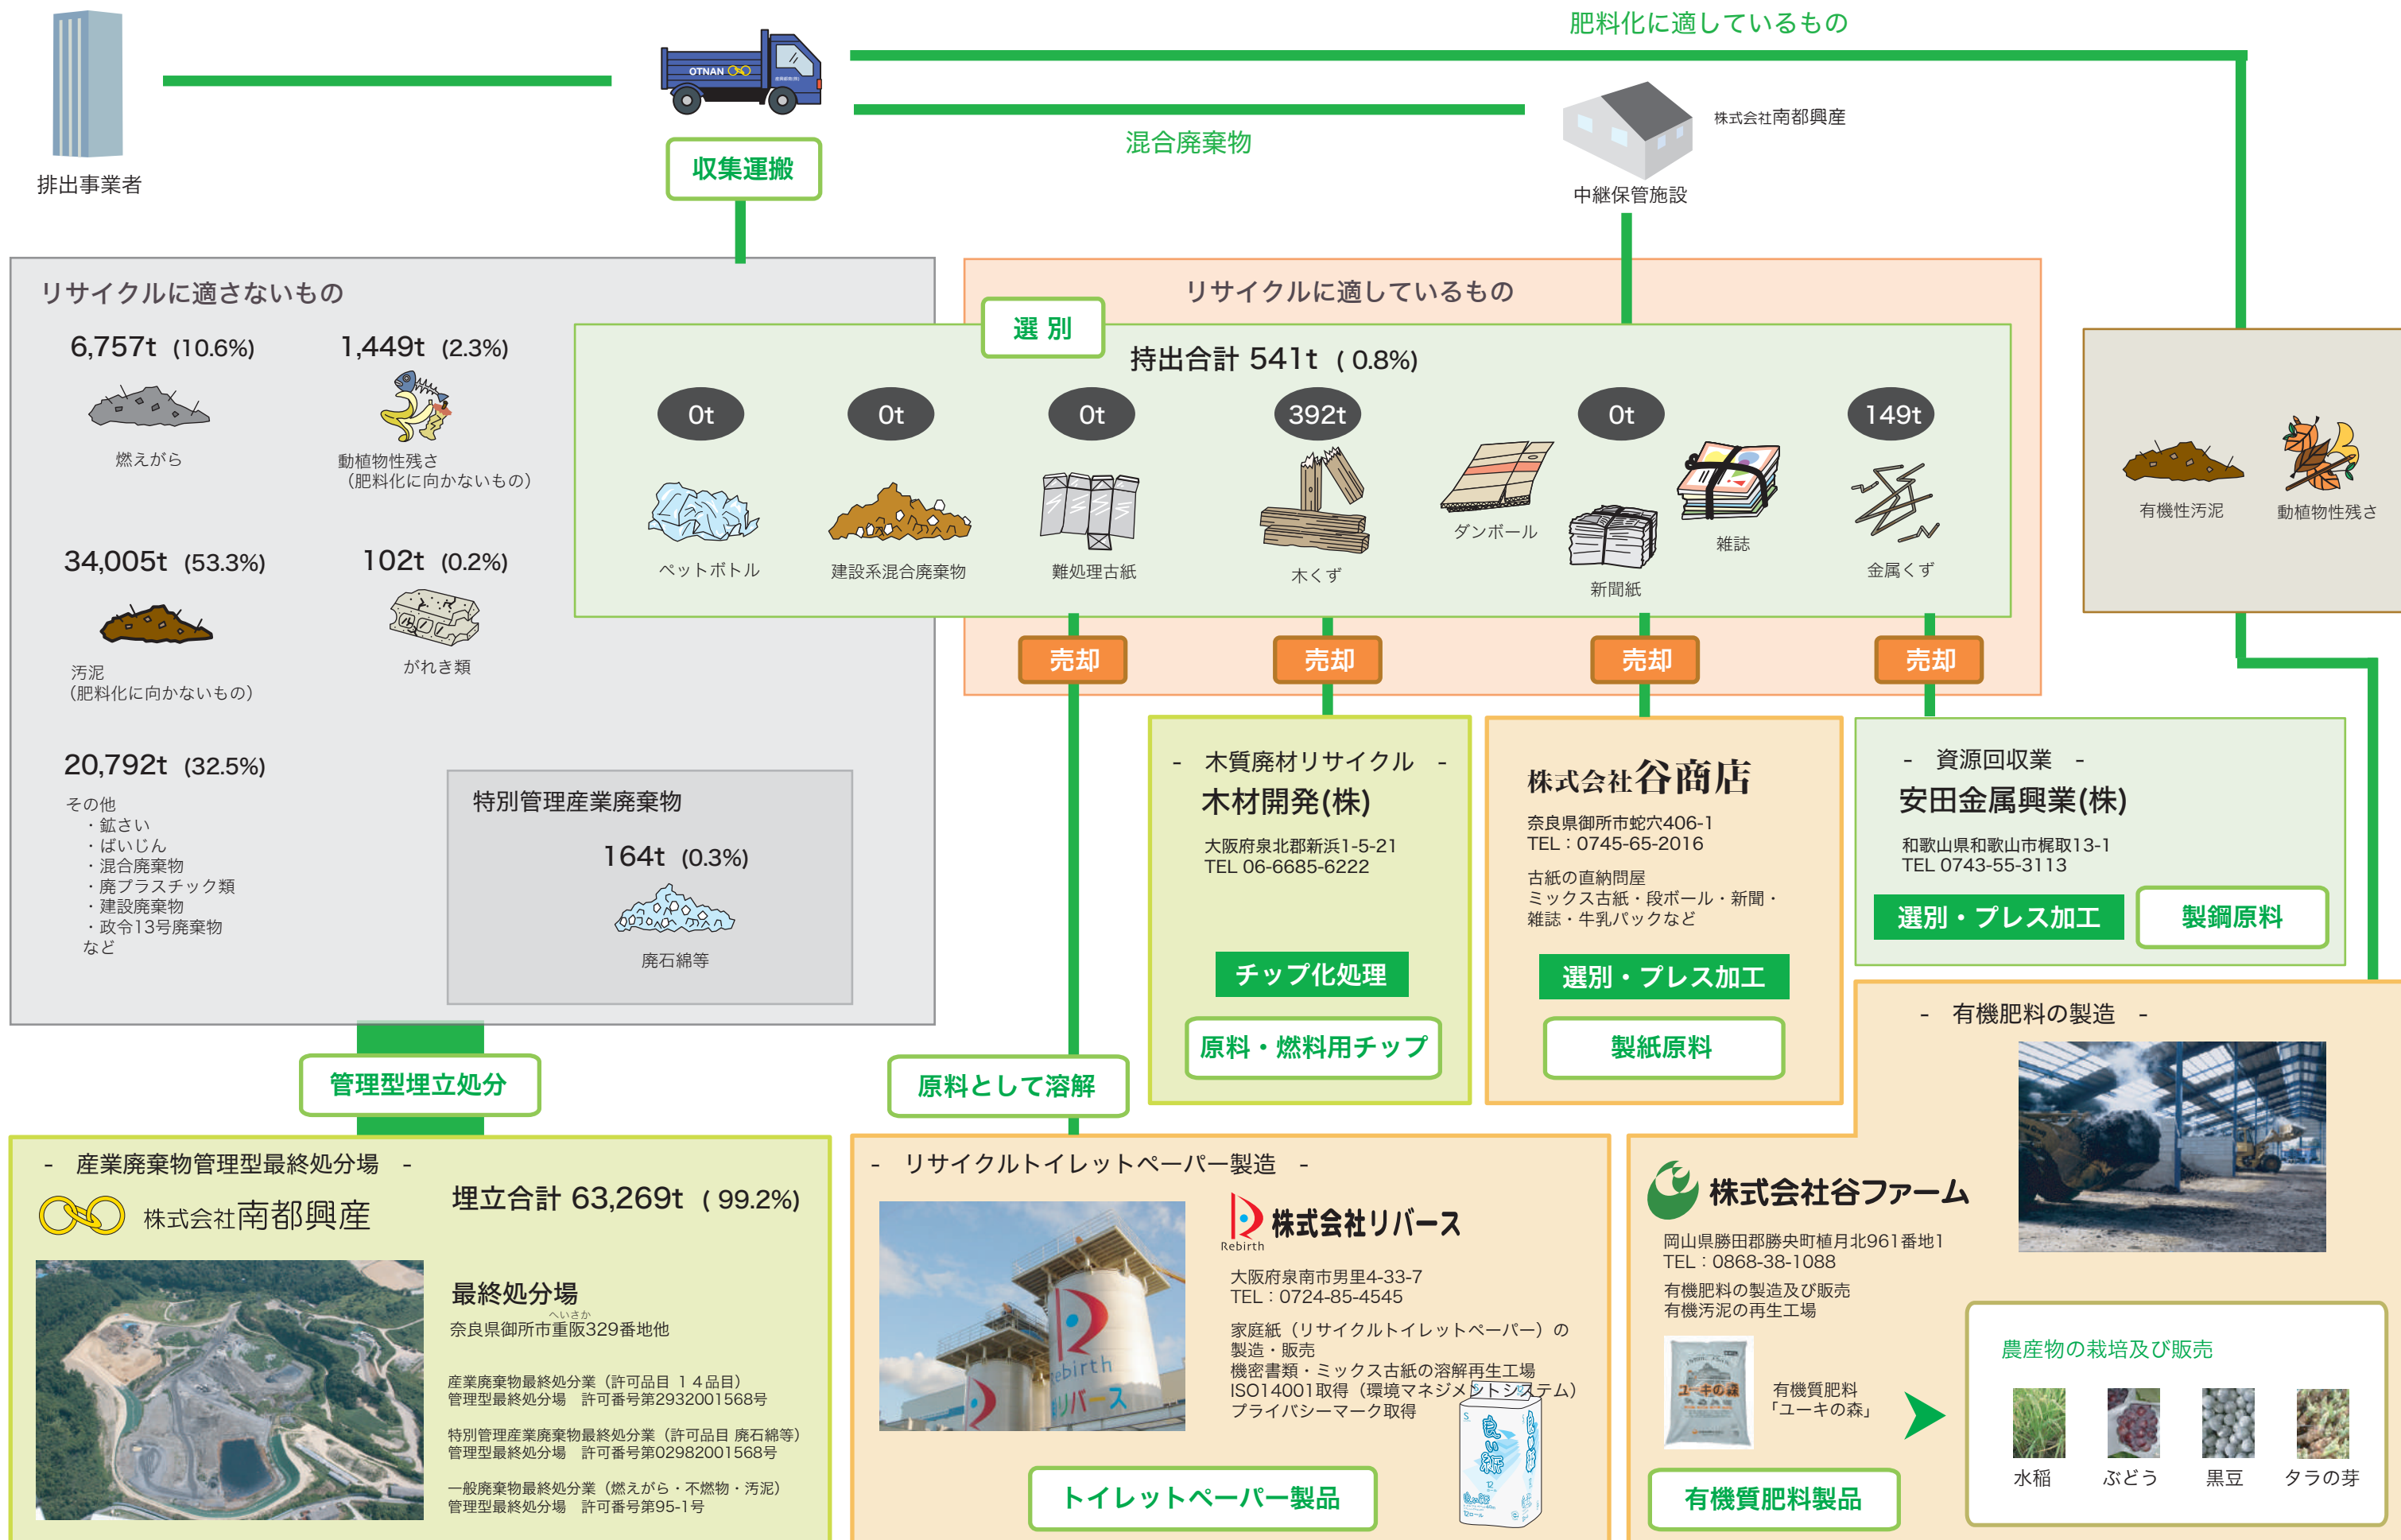 肥料化に適しているもの
OTNAN
混合廃棄物
株式会社南都興産
排出事業者
収集運搬
中継保管施設
リサイクルに適さないもの
6,757t (10.6%)
燃えがら
1,449t (2.3%)
動植物性残さ
（肥料化に向かないもの）
34,005t (53.3%)
汚泥
（肥料化に向かないもの）
102t (0.2%)
がれき類
20,792t (32.5%)
その他
・鉱さい
・ばいじん
・混合廃棄物
・廃プラスチック類
・建設廃棄物
・政令13号廃棄物
など
特別管理産業廃棄物
164t (0.3%)
廃石綿等
リサイクルに適しているもの
選 別
持出合計 541t ( 0.8%)
0t
ペットボトル
0t
建設系混合廃棄物
0t
難処理古紙
392t
木くず
0t
ダンボール
新聞紙
雑誌
149t
金属くず
有機性汚泥
動植物性残さ
売却
売却
売却
売却
- 木質廃材リサイクル -
木材開発(株)
大阪府泉北郡新浜1-5-21
TEL 06-6685-6222
チップ化処理
原料・燃料用チップ
株式会社谷商店
奈良県御所市蛇穴406-1
TEL：0745-65-2016
古紙の直納問屋
ミックス古紙・段ボール・新聞・
雑誌・牛乳パックなど
選別・プレス加工
製紙原料
- 資源回収業 -
安田金属興業(株)
和歌山県和歌山市梶取13-1
TEL 0743-55-3113
選別・プレス加工
製鋼原料
管理型埋立処分
原料として溶解
- 産業廃棄物管理型最終処分場 -
株式会社南都興産
埋立合計 63,269t ( 99.2%)
最終処分場
へいさか
奈良県御所市重阪329番地他
産業廃棄物最終処分業（許可品目 １４品目）
管理型最終処分場　許可番号第2932001568号
特別管理産業廃棄物最終処分業（許可品目 廃石綿等）
管理型最終処分場　許可番号第02982001568号
一般廃棄物最終処分業（燃えがら・不燃物・汚泥）
管理型最終処分場　許可番号第95-1号
- リサイクルトイレットペーパー製造 -
Rebirth
リバース
Rebirth
株式会社リバース
大阪府泉南市男里4-33-7
TEL：0724-85-4545
家庭紙（リサイクルトイレットペーパー）の
製造・販売
機密書類・ミックス古紙の溶解再生工場
ISO14001取得（環境マネジメントシステム）
プライバシーマーク取得
良い紙
トイレットペーパー製品
- 有機肥料の製造 -
株式会社谷ファーム
岡山県勝田郡勝央町植月北961番地1
TEL：0868-38-1088
有機肥料の製造及び販売
有機汚泥の再生工場
ユーキの森
有機質肥料
「ユーキの森」
有機質肥料製品
農産物の栽培及び販売
水稲
ぶどう
黒豆
タラの芽